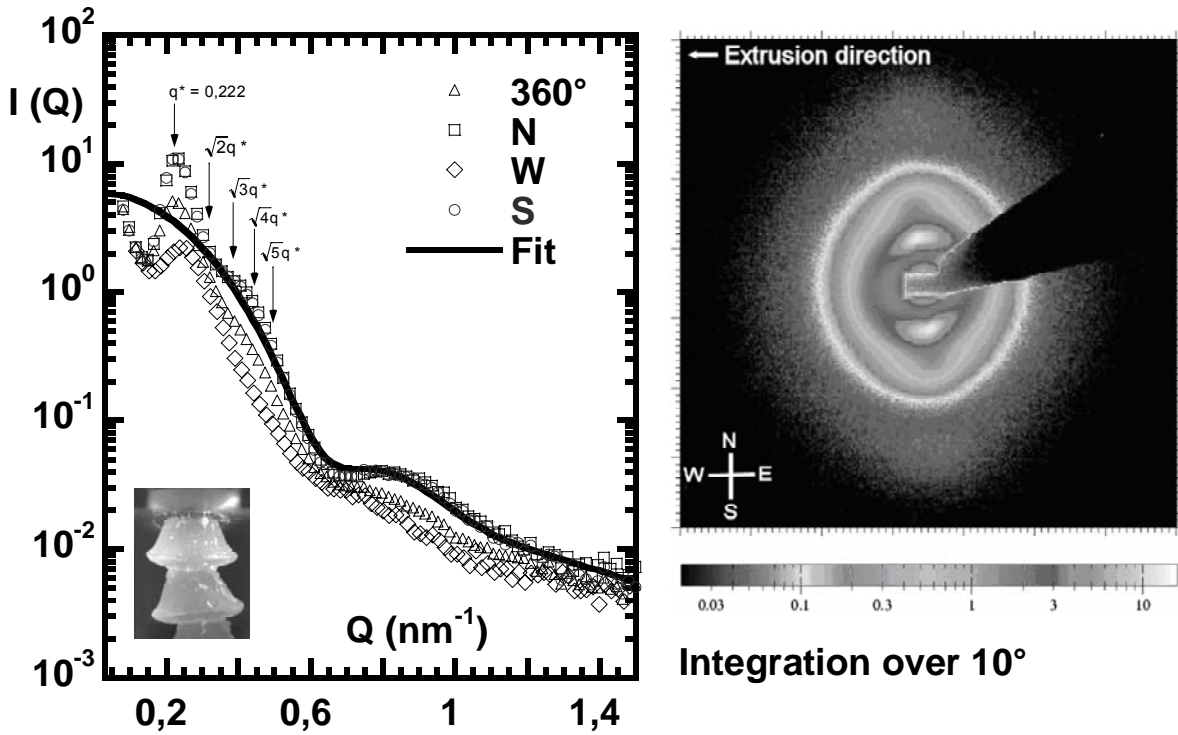 10²
10¹
10⁰
10⁻¹
10⁻²
10⁻³
I (Q)
q* = 0,222
√2q*
√3q*
√4q*
√5q*
360°
N
W
S
Fit
Q (nm⁻¹)
0,2
0,6
1
1,4
← Extrusion direction
N
W E
S
0.03
0.1
0.3
1
3
10
Integration over 10°